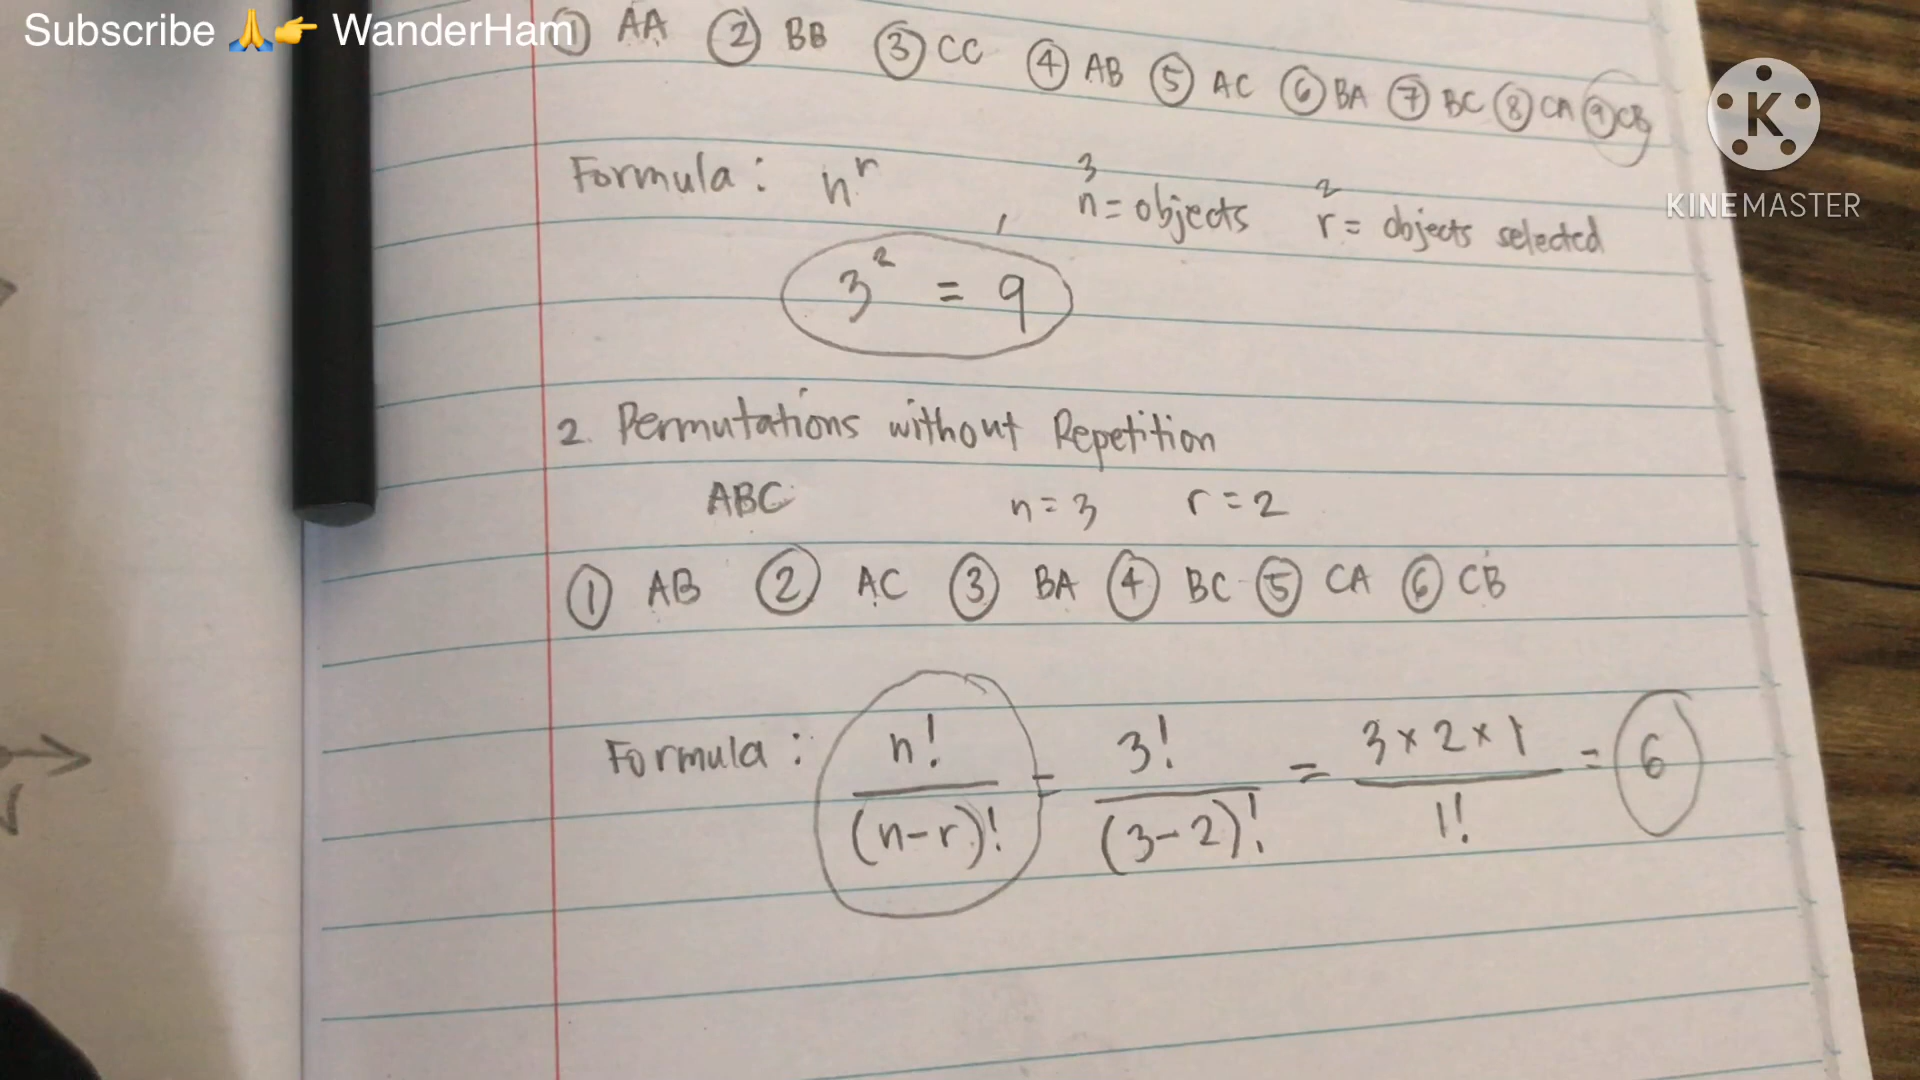 Subscribe 🙏👉 WanderHam
① AA ② BB ③ CC ④ AB ⑤ AC ⑥ BA ⑦ BC ⑧ CA ⑨ CB
K
KINEMASTER
3 2
Formula: n^r , n = objects r = objects selected
3² = 9
2. Permutations without Repetition
ABC n = 3 r = 2
① AB ② AC ③ BA ④ BC ⑤ CA ⑥ CB
Formula: n!/(n-r)! = 3!/(3-2)! = 3×2×1/1! = 6